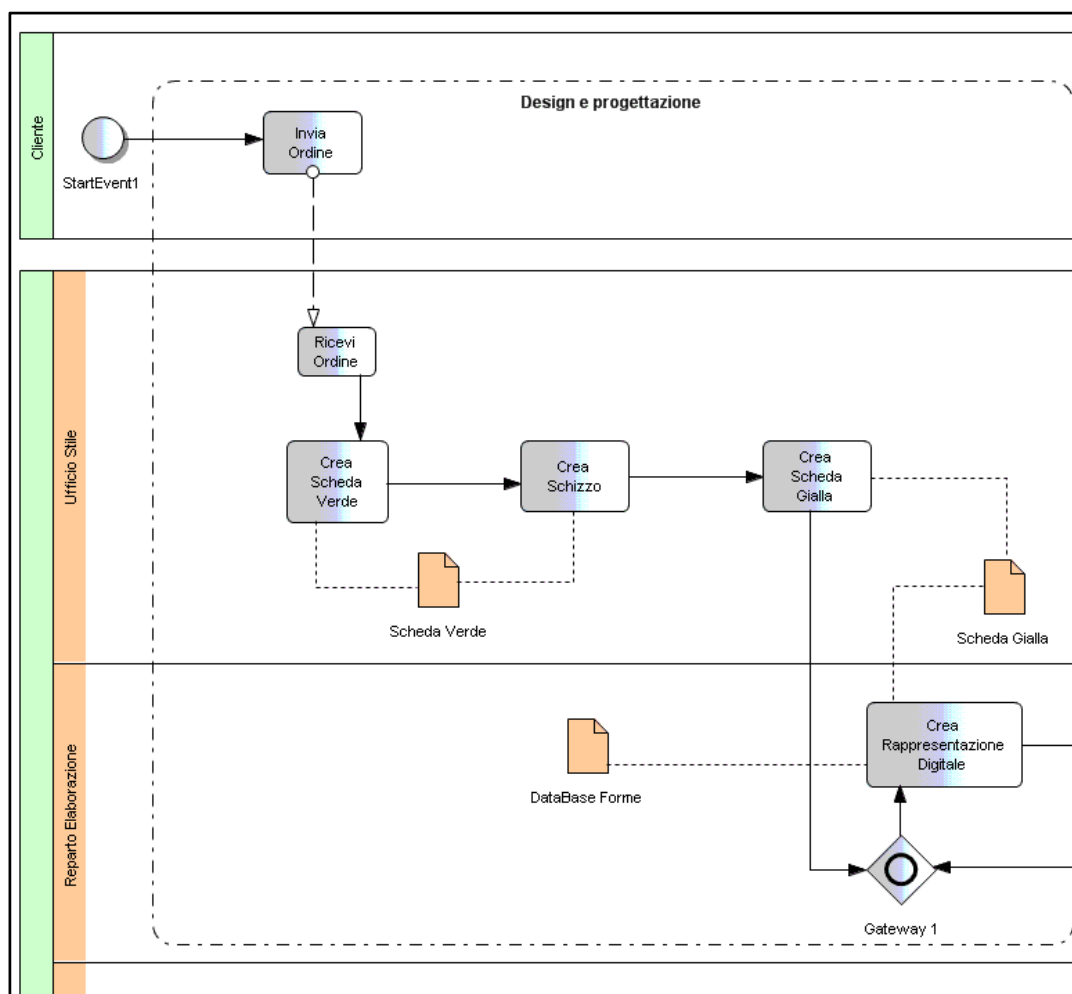 Design e progettazione
Cliente
Invia
Ordine
StartEvent1
Ricevi
Ordine
Ufficio Stile
Crea
Scheda
Verde
Crea
Schizzo
Crea
Scheda
Gialla
Scheda Verde
Scheda Gialla
Reparto Elaborazione
Crea
Rappresentazione
Digitale
DataBase Forme
Gateway 1